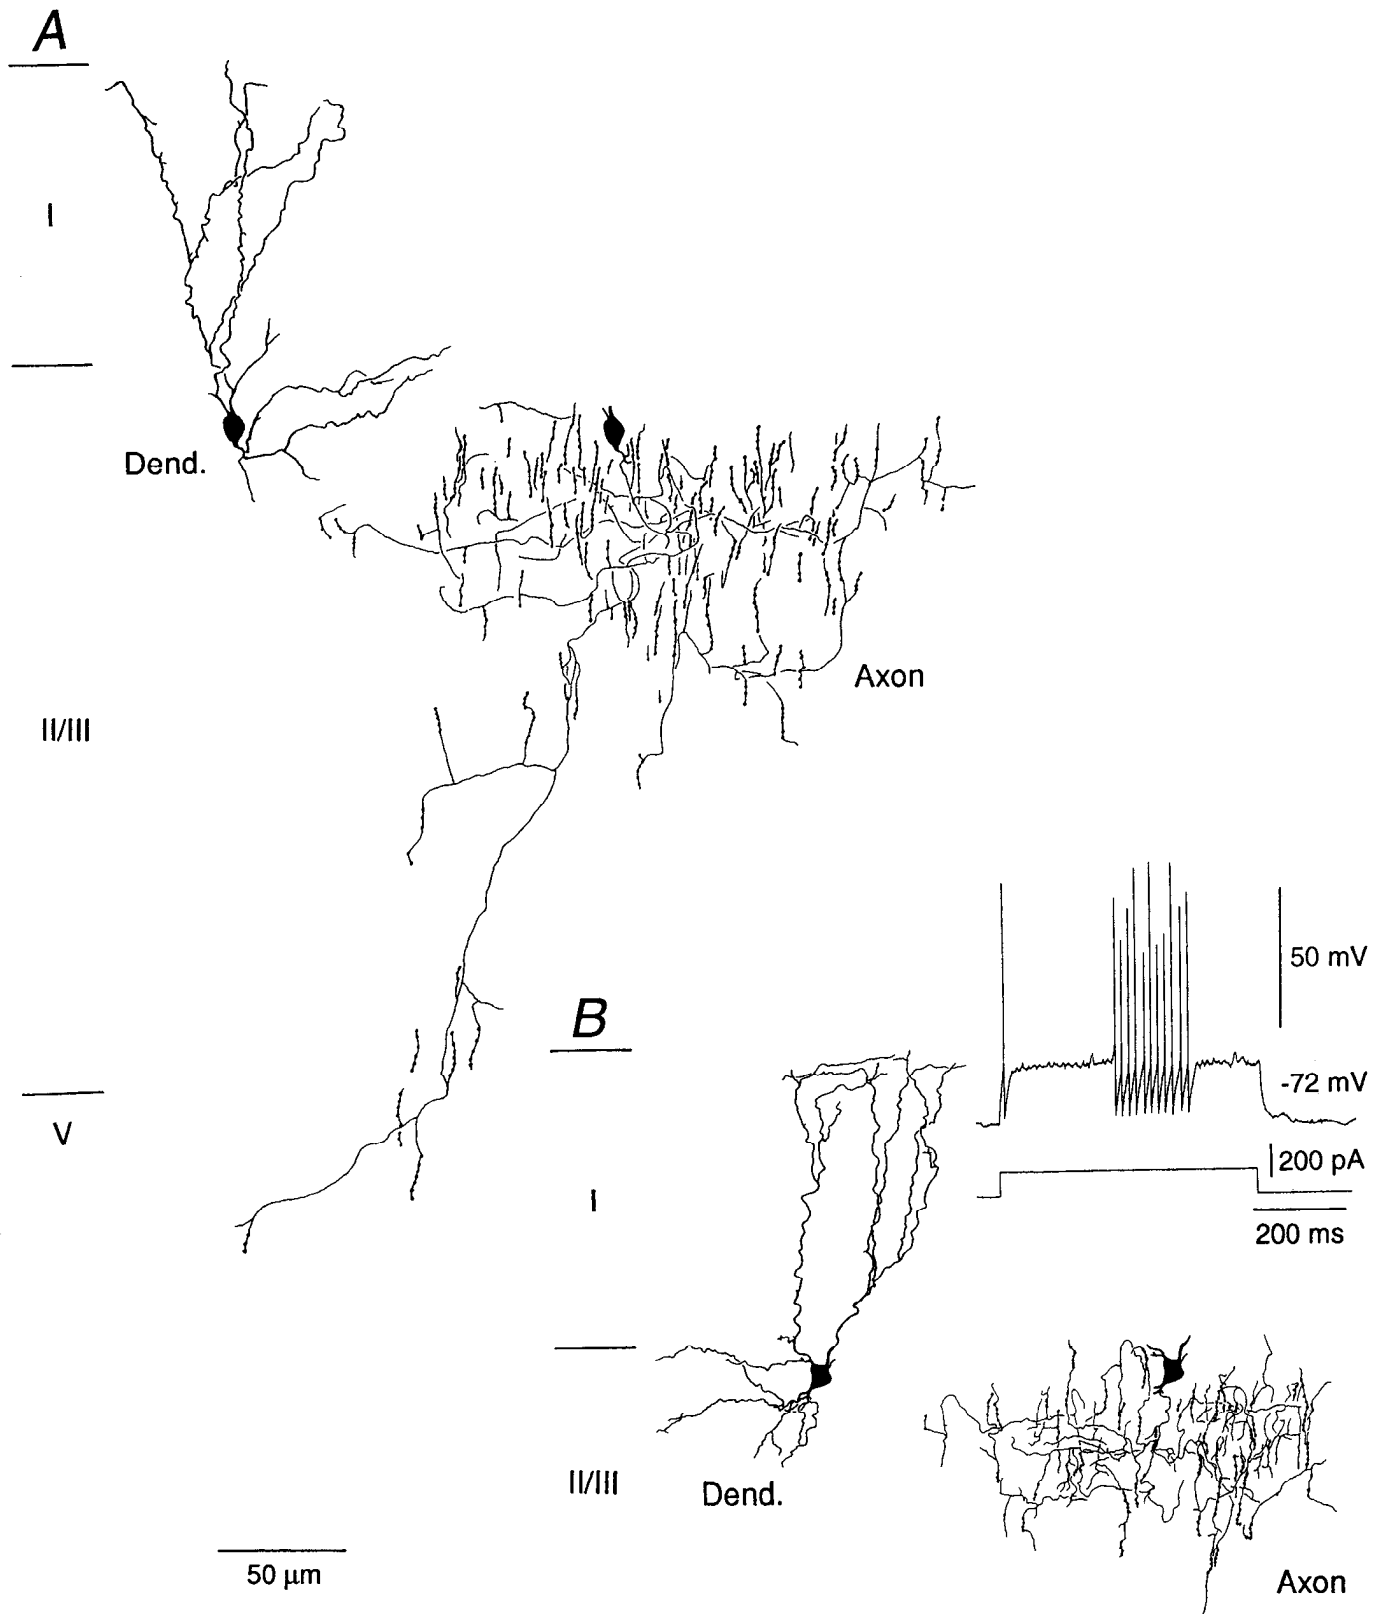 A
I
Dend.
Axon
II/III
V
B
50 mV
-72 mV
200 pA
200 ms
I
II/III
Dend.
50 μm
Axon